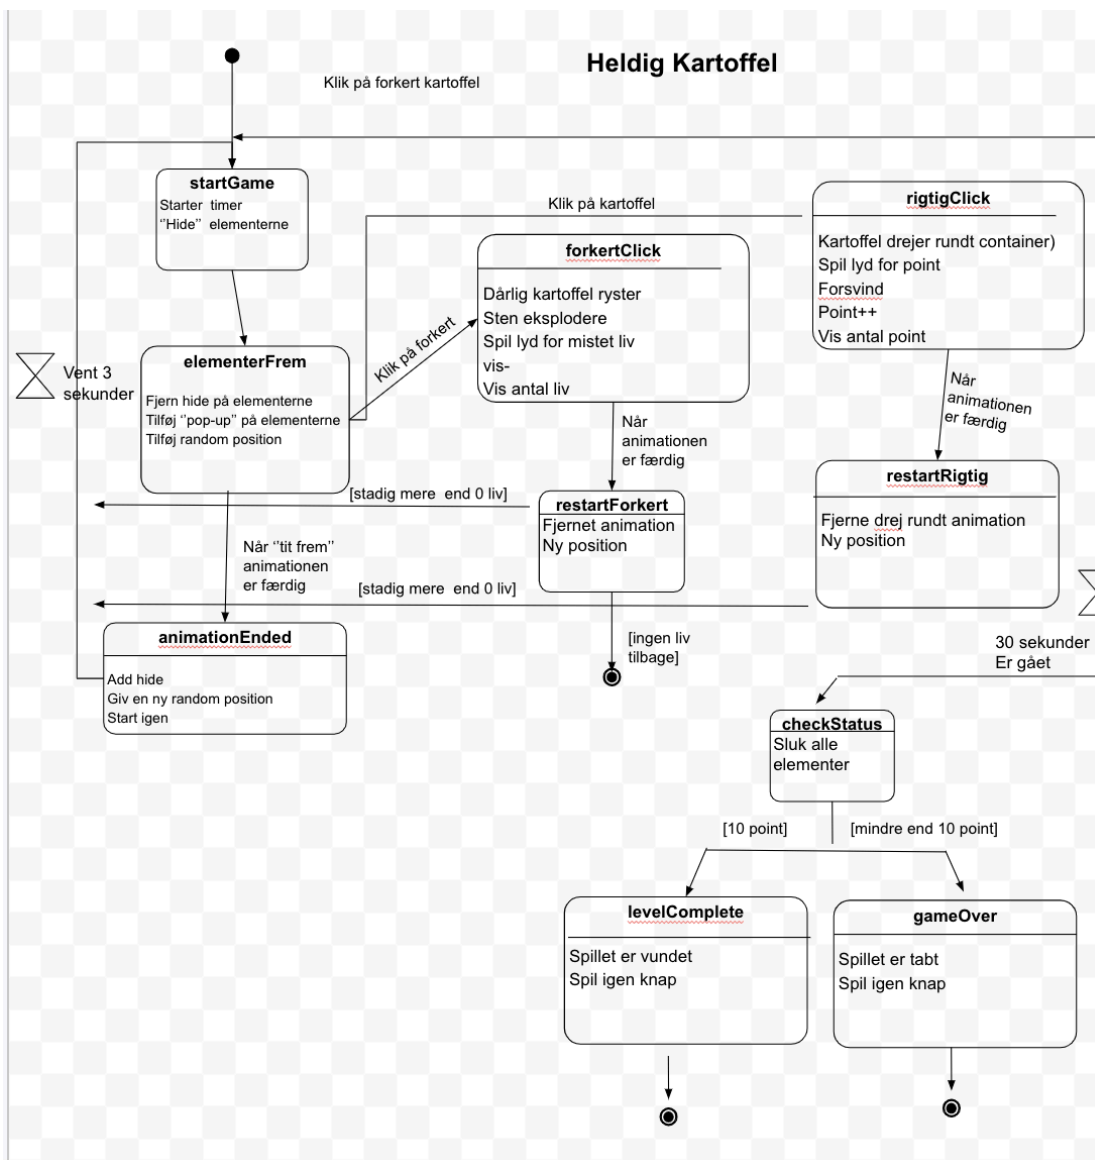 Heldig Kartoffel
Klik på forkert kartoffel
startGame
Starter timer
‘’Hide’’ elementerne
Klik på kartoffel
rigtigClick
Kartoffel drejer rundt container)
Spil lyd for point
Forsvind
Point++
Vis antal point
forkertClick
Dårlig kartoffel ryster
Sten eksplodere
Spil lyd for mistet liv
vis-
Vis antal liv
Klik på forkert
elementerFrem
Fjern hide på elementerne
Tilføj ‘’pop-up’’ på elementerne
Tilføj random position
Vent 3
sekunder
Når
animationen
er færdig
Når
animationen
er færdig
[stadig mere end 0 liv]
restartForkert
Fjernet animation
Ny position
restartRigtig
Fjerne drej rundt animation
Ny position
Når ‘’tit frem’’
animationen
er færdig
[stadig mere end 0 liv]
animationEnded
Add hide
Giv en ny random position
Start igen
[ingen liv
tilbage]
30 sekunder
Er gået
checkStatus
Sluk alle
elementer
[10 point]
[mindre end 10 point]
levelComplete
Spillet er vundet
Spil igen knap
gameOver
Spillet er tabt
Spil igen knap